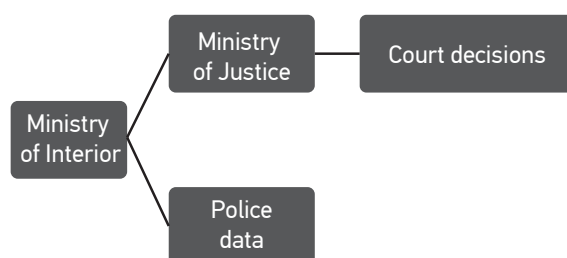 Ministry
of Justice
Court decisions
Ministry
of Interior
Police
data